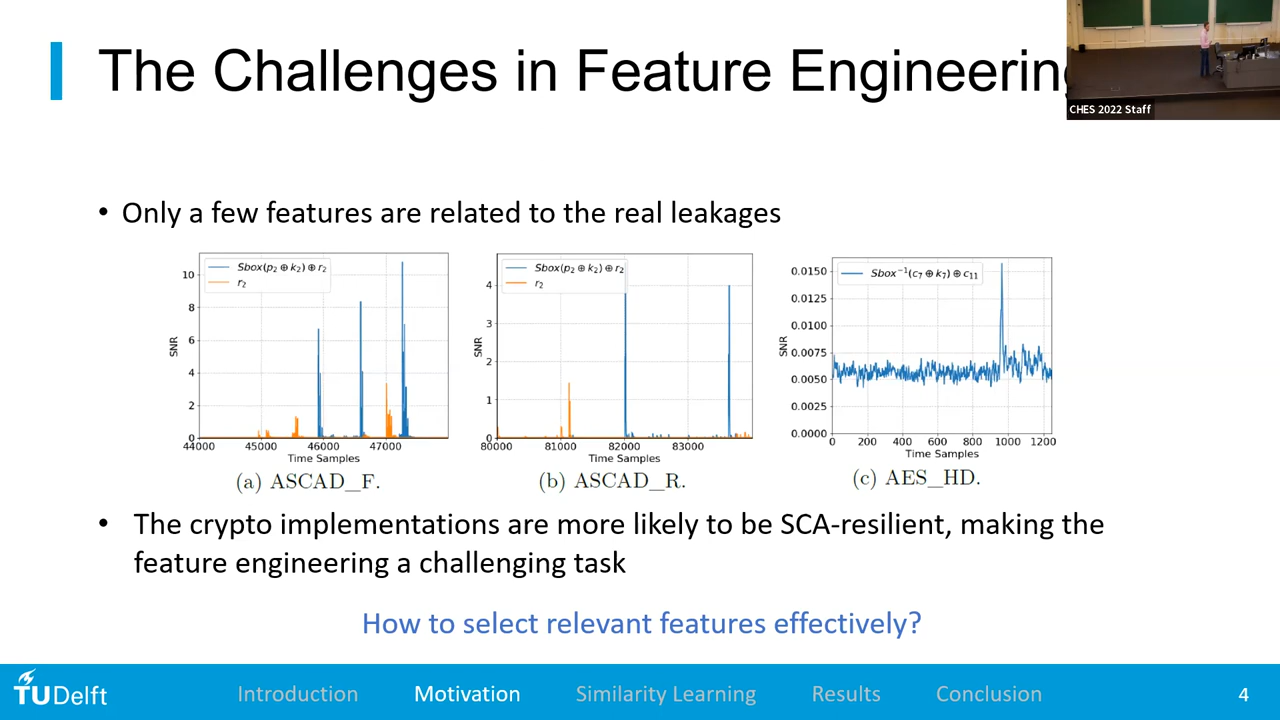 The Challenges in Feature Engineering
CHES 2022 Staff
• Only a few features are related to the real leakages
Sbox(p₂ ⊕ k₂) ⊕ r₂
r₂
SNR
10
8
6
4
2
0
44000 45000 46000 47000
Time Samples
(a) ASCAD_F.
Sbox(p₂ ⊕ k₂) ⊕ r₂
r₂
SNR
4
3
2
1
0
80000 81000 82000 83000
Time Samples
(b) ASCAD_R.
Sbox⁻¹(c₇ ⊕ k₇) ⊕ c₁₁
SNR
0.0150
0.0125
0.0100
0.0075
0.0050
0.0025
0.0000
0 200 400 600 800 1000 1200
Time Samples
(c) AES_HD.
• The crypto implementations are more likely to be SCA-resilient, making the
feature engineering a challenging task
How to select relevant features effectively?
TUDelft Introduction Motivation Similarity Learning Results Conclusion 4